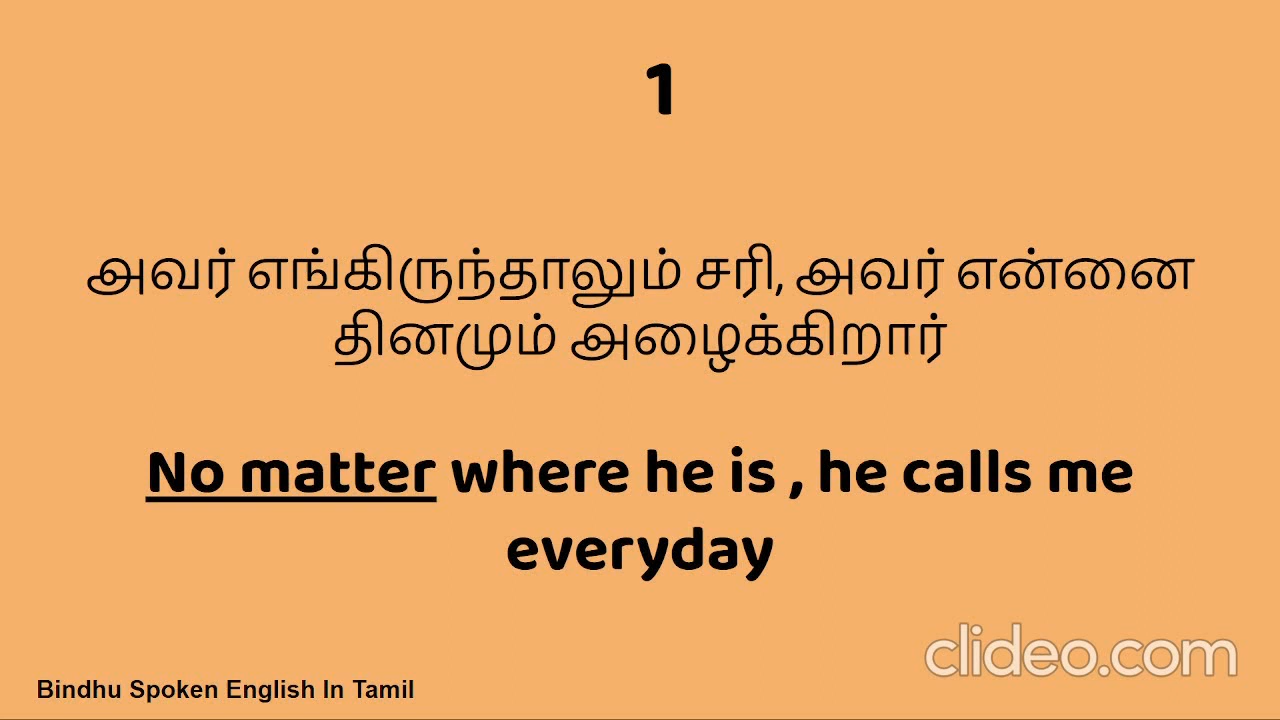 1
அவர் எங்கிருந்தாலும் சரி, அவர் என்னை
தினமும் அழைக்கிறார்
No matter where he is , he calls me
everyday
clideo.com
Bindhu Spoken English In Tamil